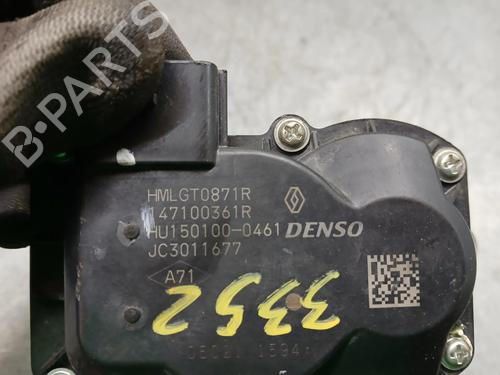 B-PARTS
HMLGT0871R
147100361R
HU150100-0461 DENSO
JC3011677
A71
3352